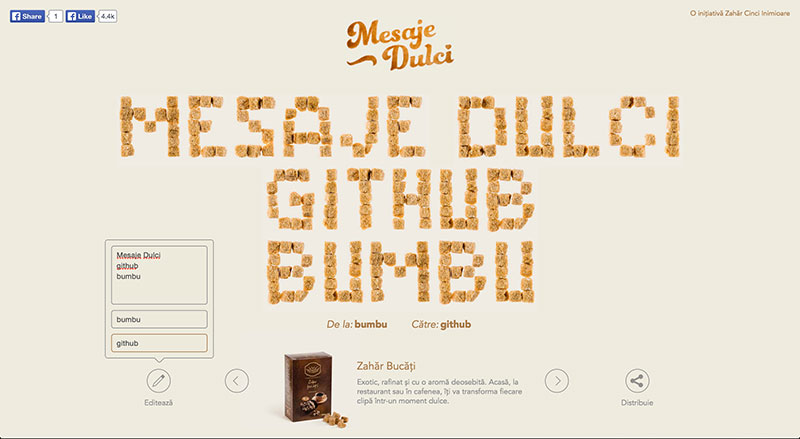 Share 1 Like 4,4k
O inițiativă Zahăr Cinci Inimioare
Mesaje
Dulci
MESAJE DULCI
GITHUB
BUMBU
Mesaje Dulci
github
bumbu
bumbu
github
De la: bumbu Către: github
Zahăr Bucăți
Exotic, rafinat și cu o aromă deosebită. Acasă, la
restaurant sau în cafenea, îți va transforma fiecare
clipă într-un moment dulce.
Editează
Distribuie